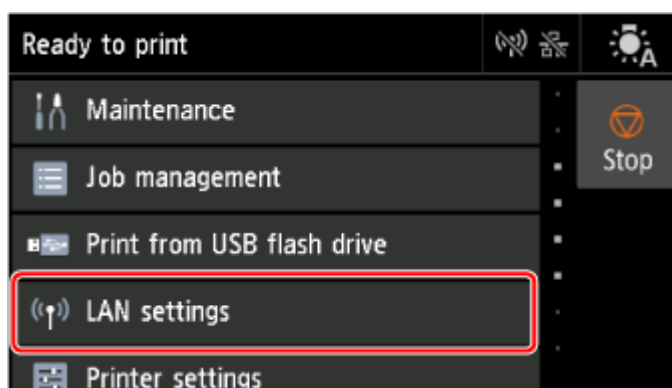 Ready to print
A
Maintenance
Stop
Job management
Print from USB flash drive
LAN settings
Printer settings